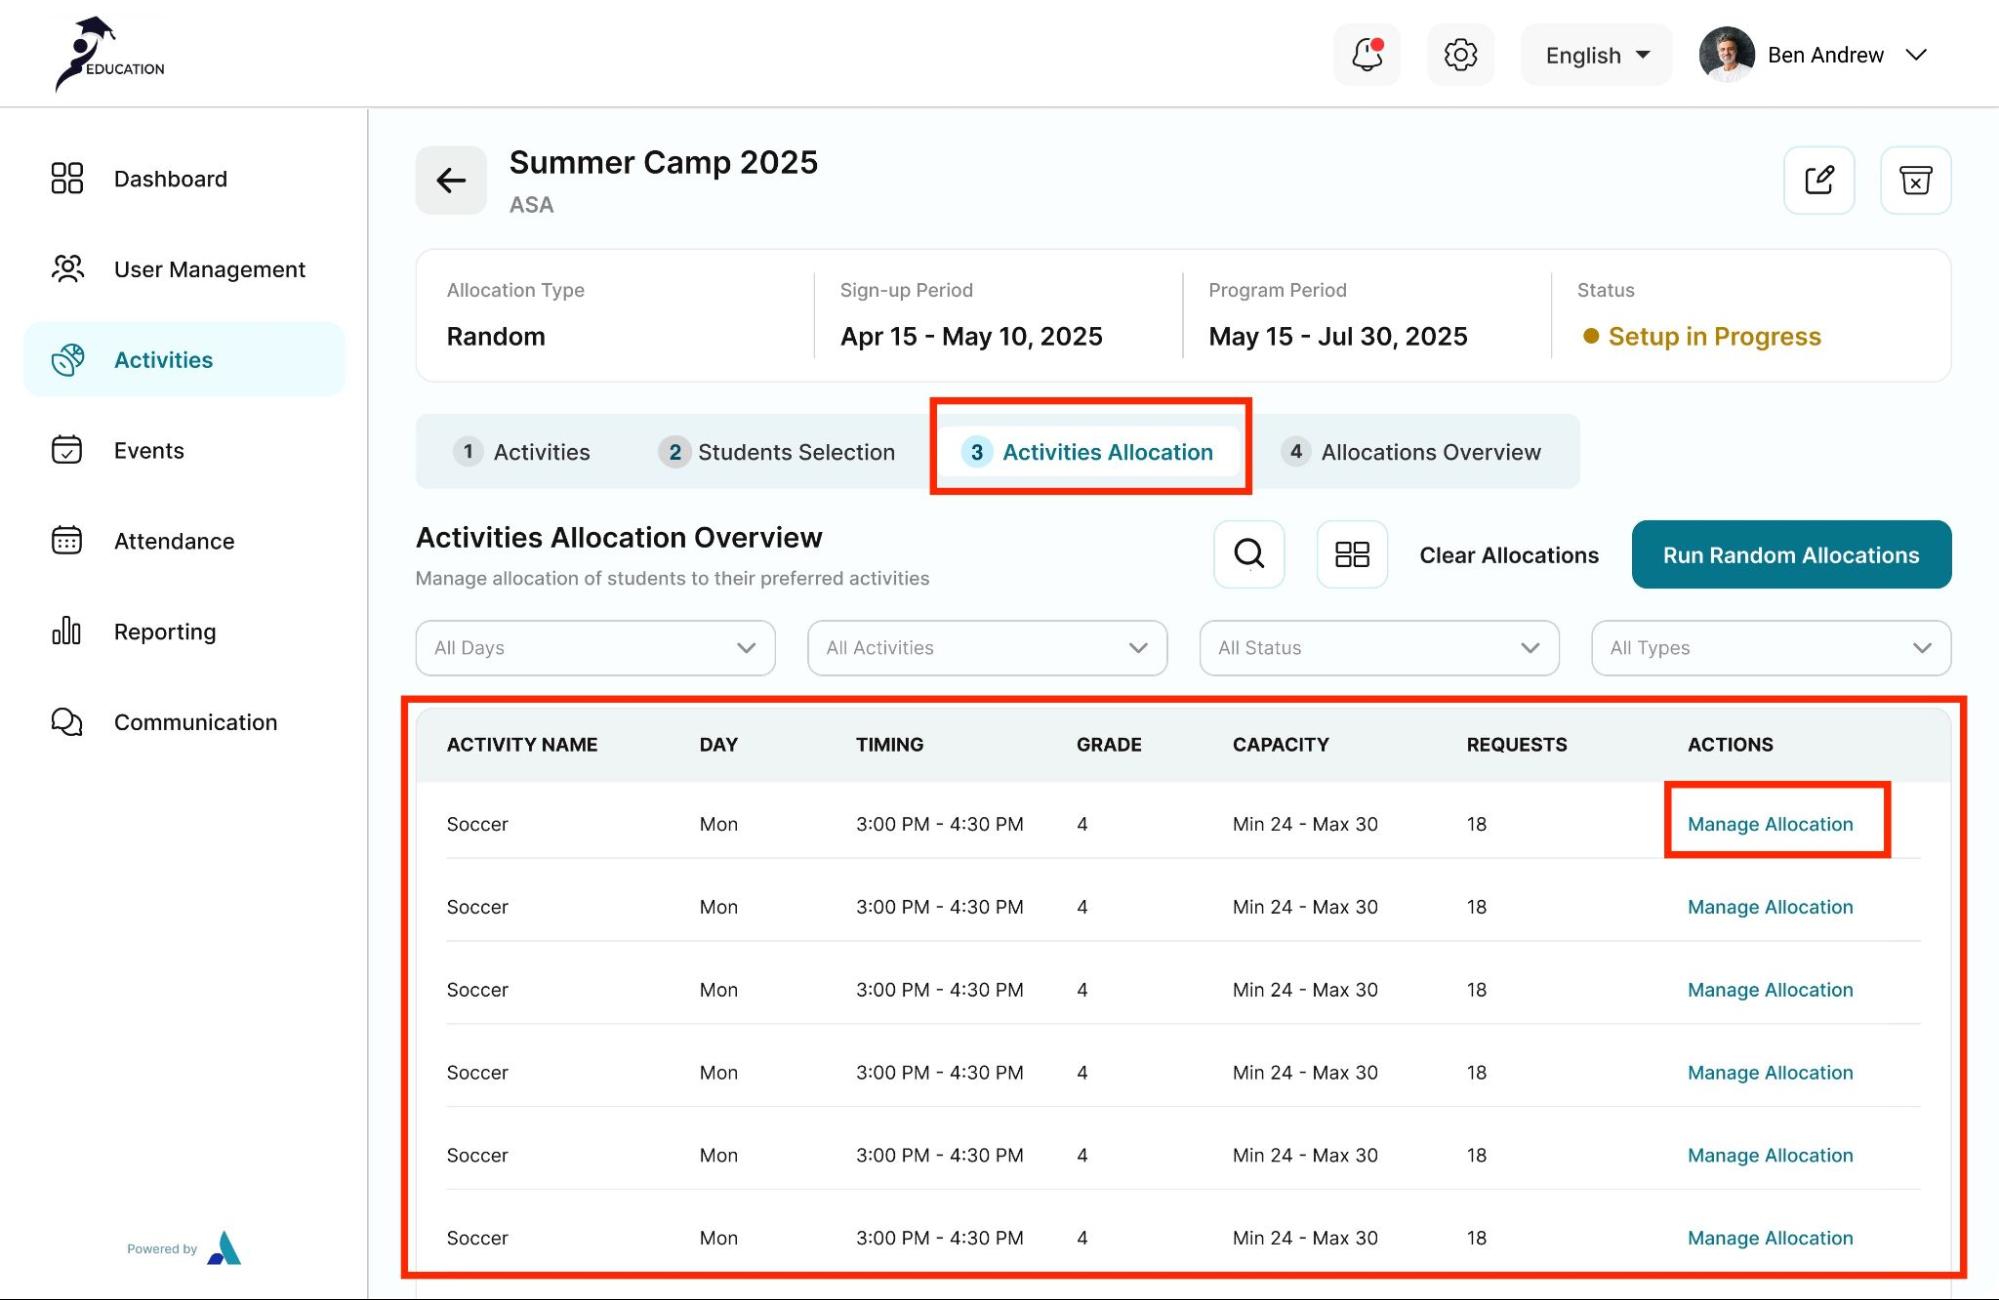 EDUCATION
English
Ben Andrew
Dashboard
User Management
Activities
Events
Attendance
Reporting
Communication
Powered by
Summer Camp 2025
ASA
Allocation Type
Random
Sign-up Period
Apr 15 - May 10, 2025
Program Period
May 15 - Jul 30, 2025
Status
Setup in Progress
1 Activities
2 Students Selection
3 Activities Allocation
4 Allocations Overview
Activities Allocation Overview
Manage allocation of students to their preferred activities
Clear Allocations
Run Random Allocations
All Days
All Activities
All Status
All Types
ACTIVITY NAME DAY TIMING GRADE CAPACITY REQUESTS ACTIONS
Soccer Mon 3:00 PM - 4:30 PM 4 Min 24 - Max 30 18 Manage Allocation
Soccer Mon 3:00 PM - 4:30 PM 4 Min 24 - Max 30 18 Manage Allocation
Soccer Mon 3:00 PM - 4:30 PM 4 Min 24 - Max 30 18 Manage Allocation
Soccer Mon 3:00 PM - 4:30 PM 4 Min 24 - Max 30 18 Manage Allocation
Soccer Mon 3:00 PM - 4:30 PM 4 Min 24 - Max 30 18 Manage Allocation
Soccer Mon 3:00 PM - 4:30 PM 4 Min 24 - Max 30 18 Manage Allocation